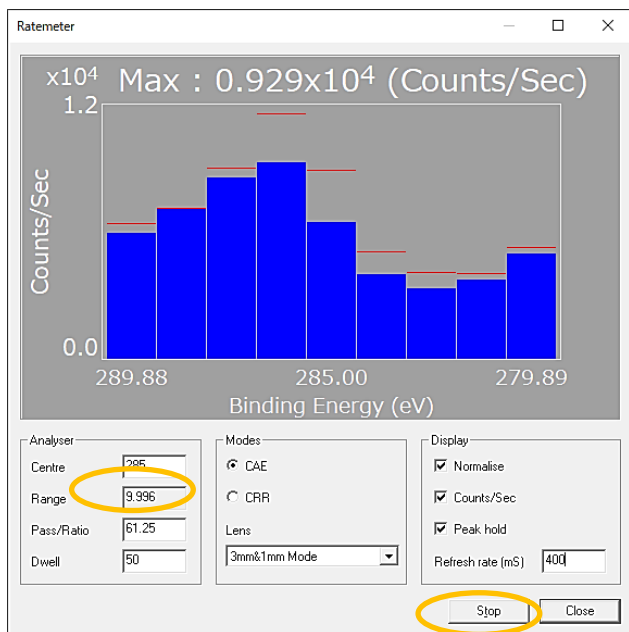 Ratemeter
x10⁴ Max : 0.929x10⁴ (Counts/Sec)
1.2
Counts/Sec
0.0
289.88 285.00 279.89
Binding Energy (eV)
Analyser
Centre 285
Range 9.996
Pass/Ratio 61.25
Dwell 50
Modes
CAE
CRR
Lens
3mm&1mm Mode
Display
Normalise
Counts/Sec
Peak hold
Refresh rate (mS) 400
Stop Close